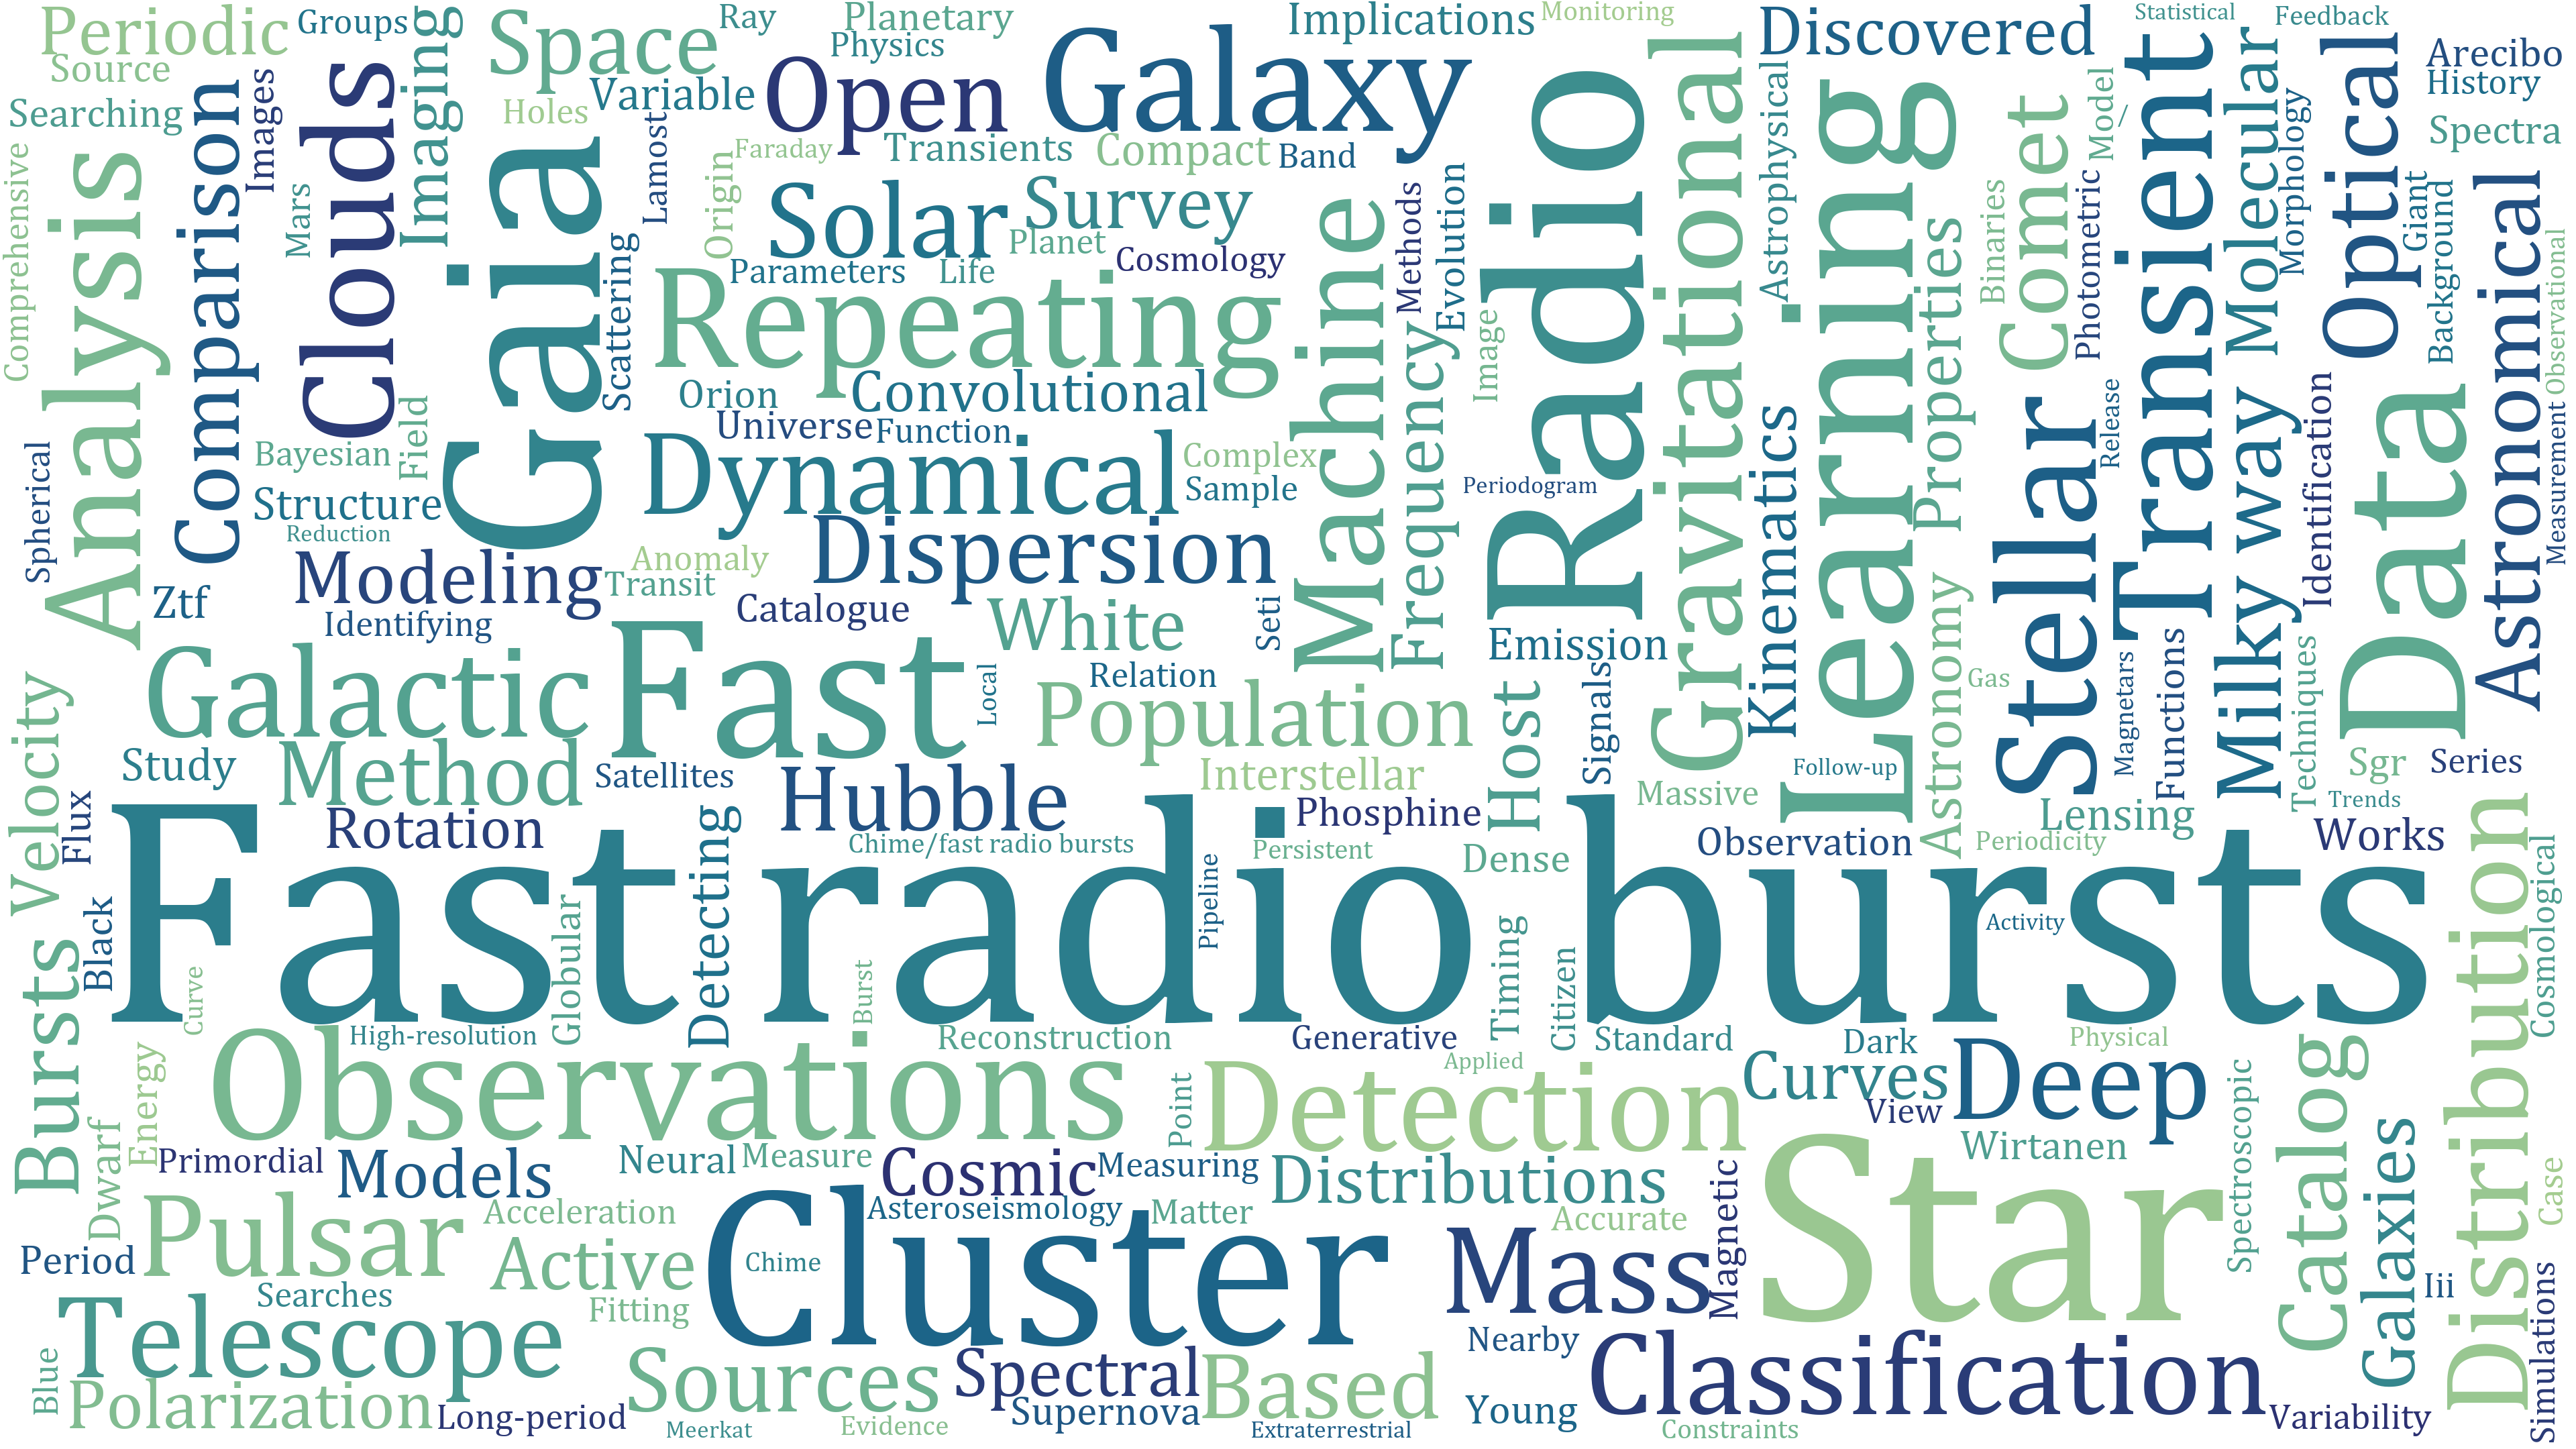 Periodic
Groups
Imaging
Space
Ray
Planetary
Physics
Implications
Monitoring
Discovered
Statistical
Feedback
Source
Searching
Images
Clouds
Variable
Holes
Open
Galaxy
Radio
Gravitational
Astrophysical
Learning
Comet
Model
/
Transient
Molecular
Morphology
Optical
Arecibo
History
Spectra
Comprehensive
Analysis
Comparison
Mars
Gaia
Lamost
Origin
Faraday
Transients
Compact
Band
Solar
Survey
Planet
Cosmology
Parameters
Life
Scattering
Repeating
Machine
Methods
Evolution
Image
Binaries
Photometric
Properties
Giant
Background
Astronomical
Observational
Orion
Convolutional
Universe
Function
Bayesian
Field
Structure
Reduction
Spherical
Dynamical
Complex
Sample
Frequency
Periodogram
Kinematics
Stellar
Release
Milky way
Identification
Data
Measurement
Modeling
Anomaly
Transit
Dispersion
Ztf
Identifying
Catalogue
White
Seti
Emission
Astronomy
Gas
Magnetars
Functions
Techniques
Velocity
Galactic
Fast
Local
Relation
Population
Host
Signals
Study
Method
Satellites
Interstellar
Massive
Follow-up
Sgr
Series
Trends
Flux
Rotation
Detecting
Hubble
Phosphine
Chime/fast radio bursts
Persistent
Dense
Observation
Periodicity
Lensing
Works
Fast radio bursts
Pipeline
Activity
Distribution
Cosmological
Bursts
Black
Curve
Globular
Burst
Timing
Citizen
High-resolution
Reconstruction
Generative
Standard
Dark
Physical
Energy
Observations
Point
Applied
Detection
Curves
View
Deep
Spectroscopic
Catalog
Dwarf
Primordial
Models
Neural
Measure
Cosmic
Measuring
Distributions
Wirtanen
Galaxies
Case
Pulsar
Acceleration
Asteroseismology
Matter
Accurate
Magnetic
Star
Period
Active
Chime
Cluster
Mass
Iii
Simulations
Searches
Fitting
Telescope
Nearby
Blue
Sources
Spectral
Based
Classification
Polarization
Long-period
Supernova
Young
Variability
Meerkat
Evidence
Extraterrestrial
Constraints